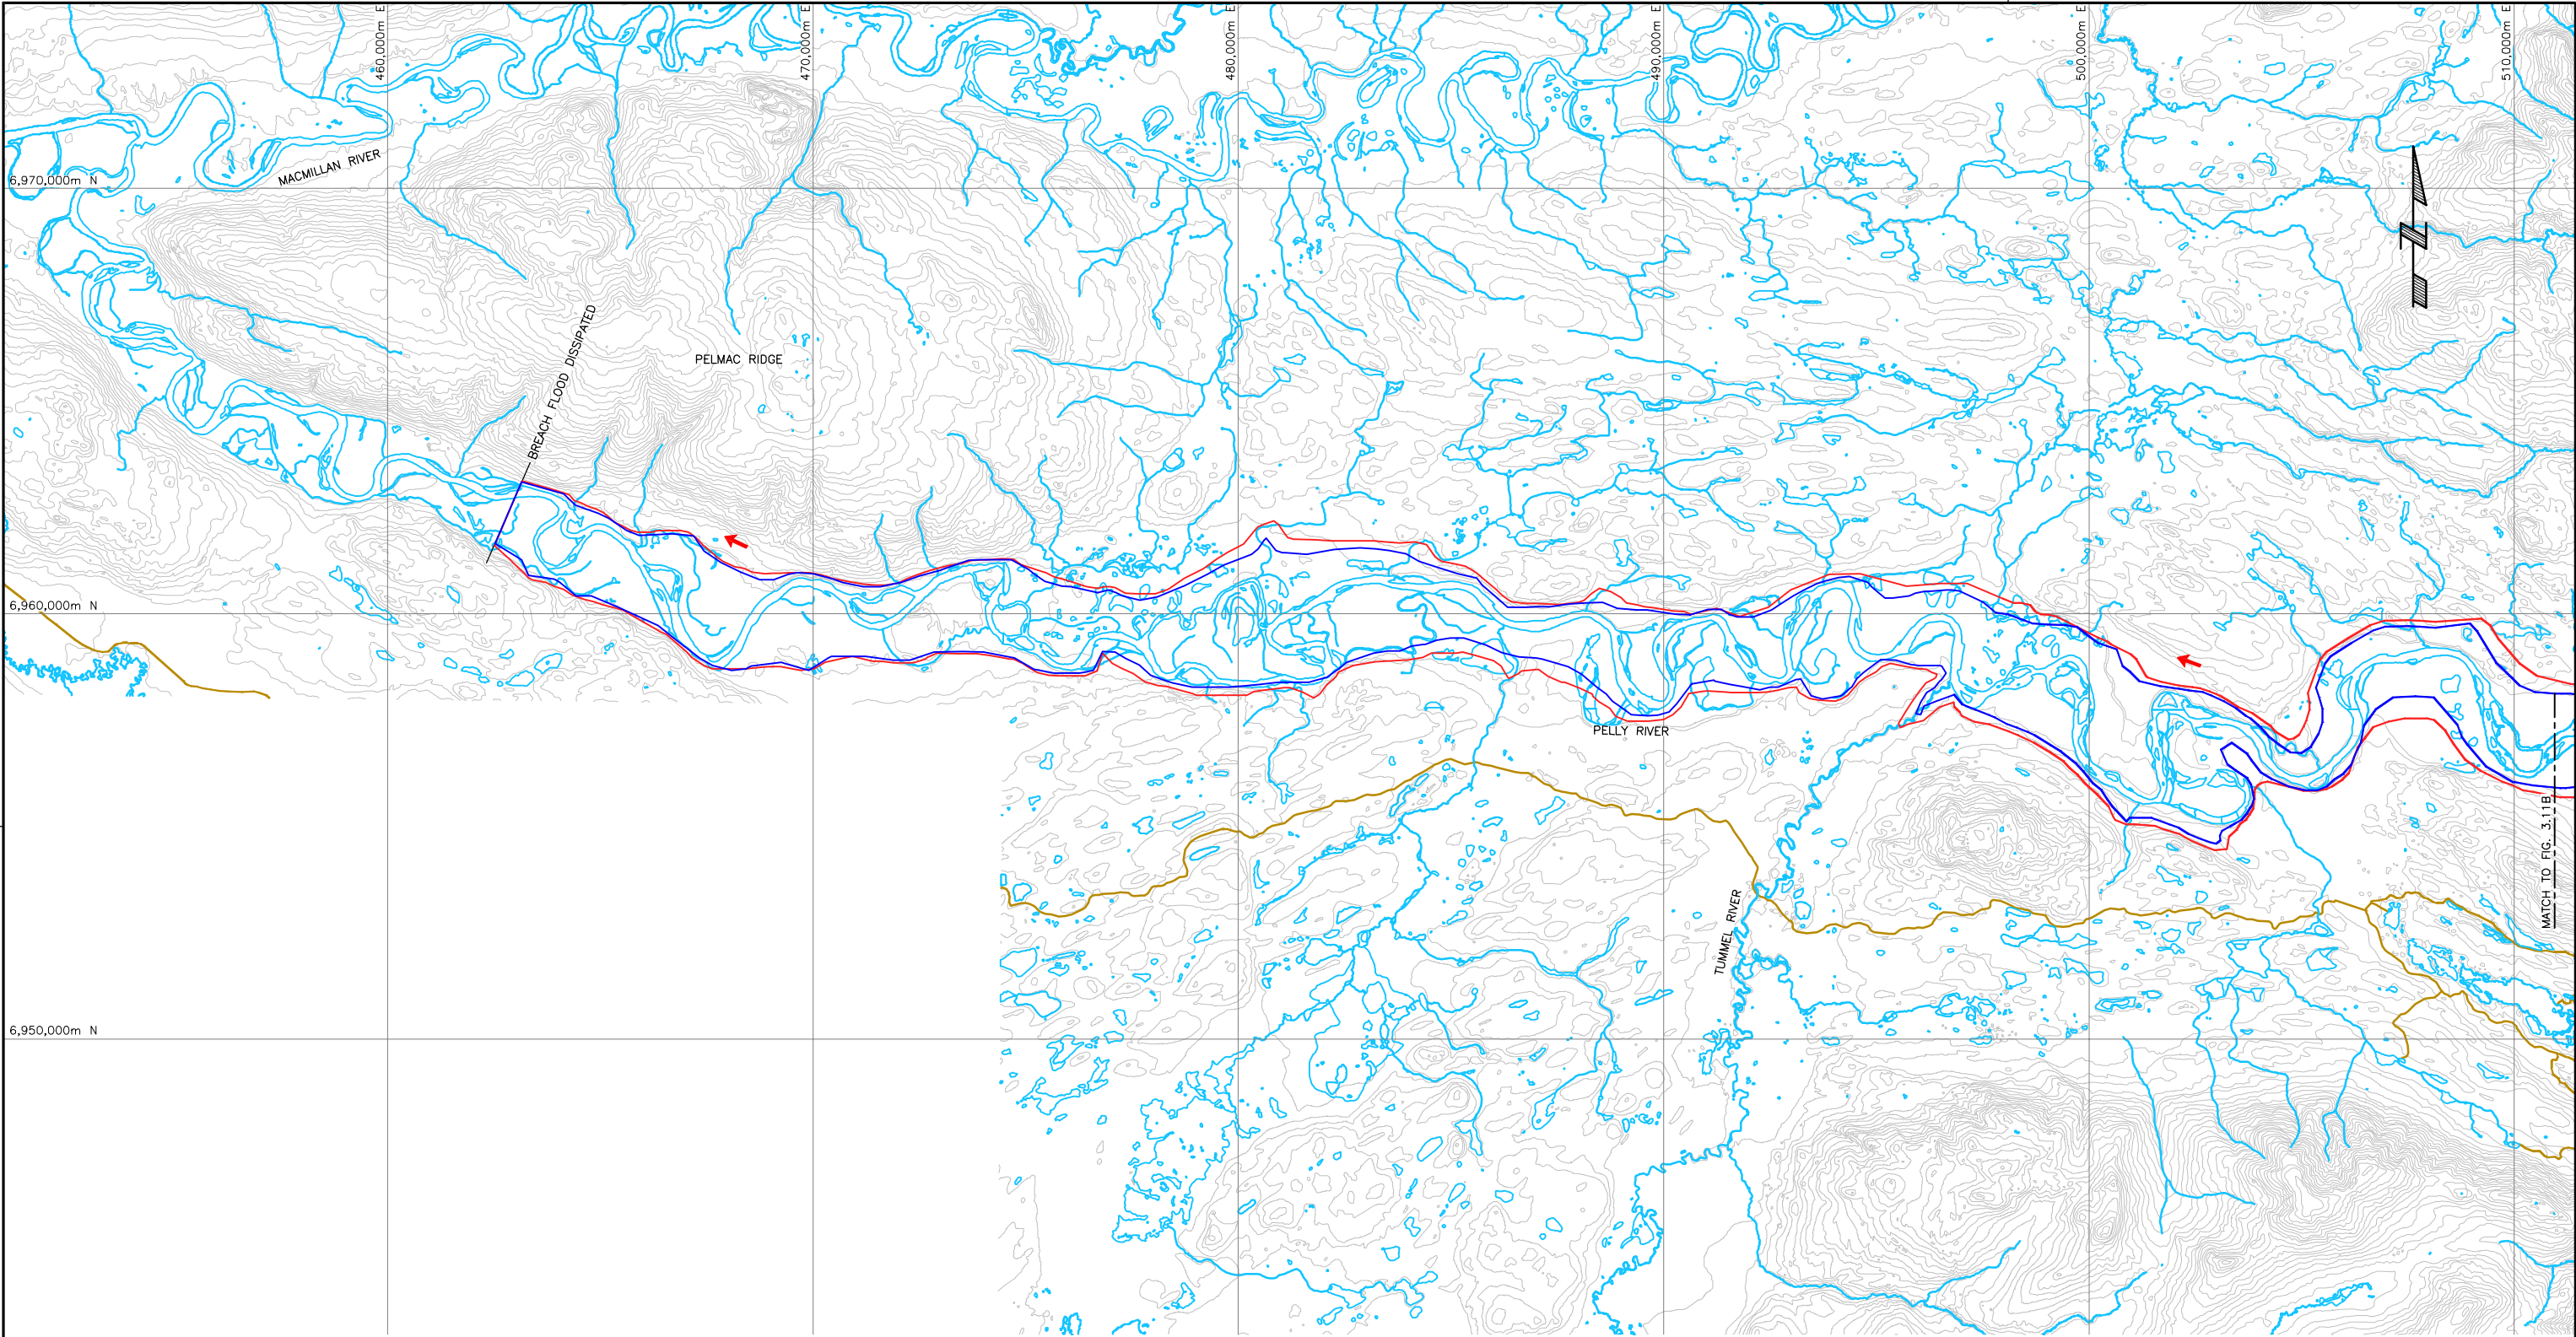 460,000m E
470,000m E
480,000m E
490,000m E
500,000m E
510,000m E
MACMILLAN RIVER
6,970,000m N
BREACH FLOOD DISSIPATED
PELMAC RIDGE
6,960,000m N
PELLY RIVER
MATCH TO FIG. 3.11B
TUMMEL RIVER
6,950,000m N
N